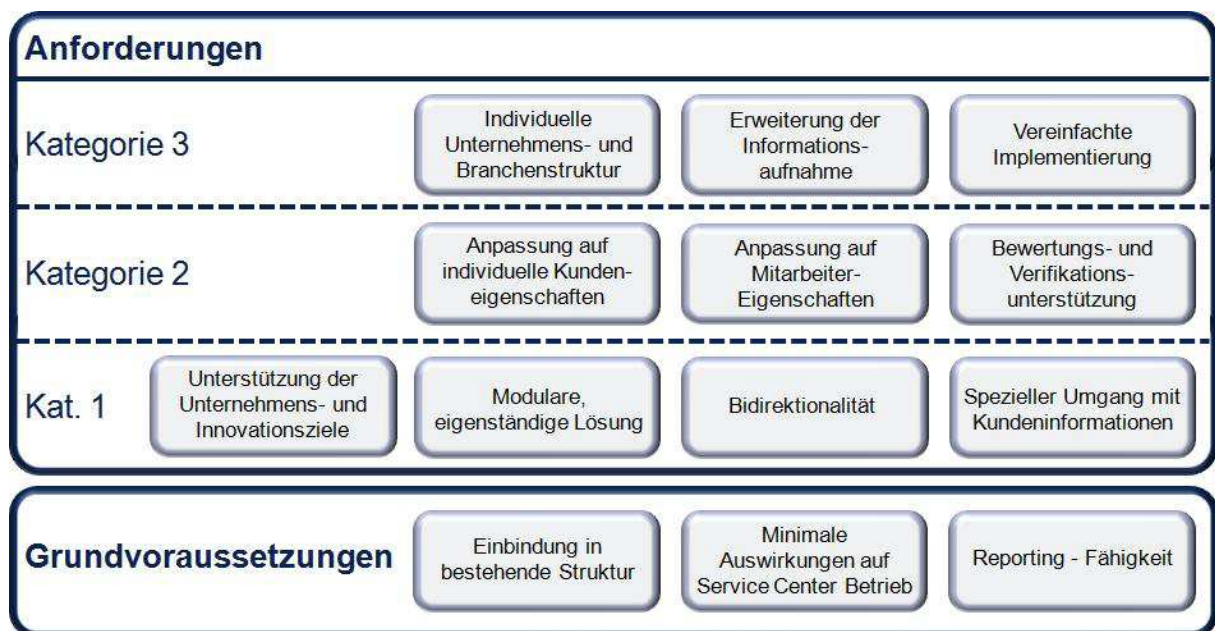 Anforderungen
Kategorie 3
Individuelle
Unternehmens- und
Branchenstruktur
Erweiterung der
Informations-
aufnahme
Vereinfachte
Implementierung
Kategorie 2
Anpassung auf
individuelle Kunden-
eigenschaften
Anpassung auf
Mitarbeiter-
Eigenschaften
Bewertungs- und
Verifikations-
unterstützung
Kat. 1
Unterstützung der
Unternehmens- und
Innovationsziele
Modulare,
eigenständige Lösung
Bidirektionalität
Spezieller Umgang mit
Kundeninformationen
Grundvoraussetzungen
Einbindung in
bestehende Struktur
Minimale
Auswirkungen auf
Service Center Betrieb
Reporting - Fähigkeit